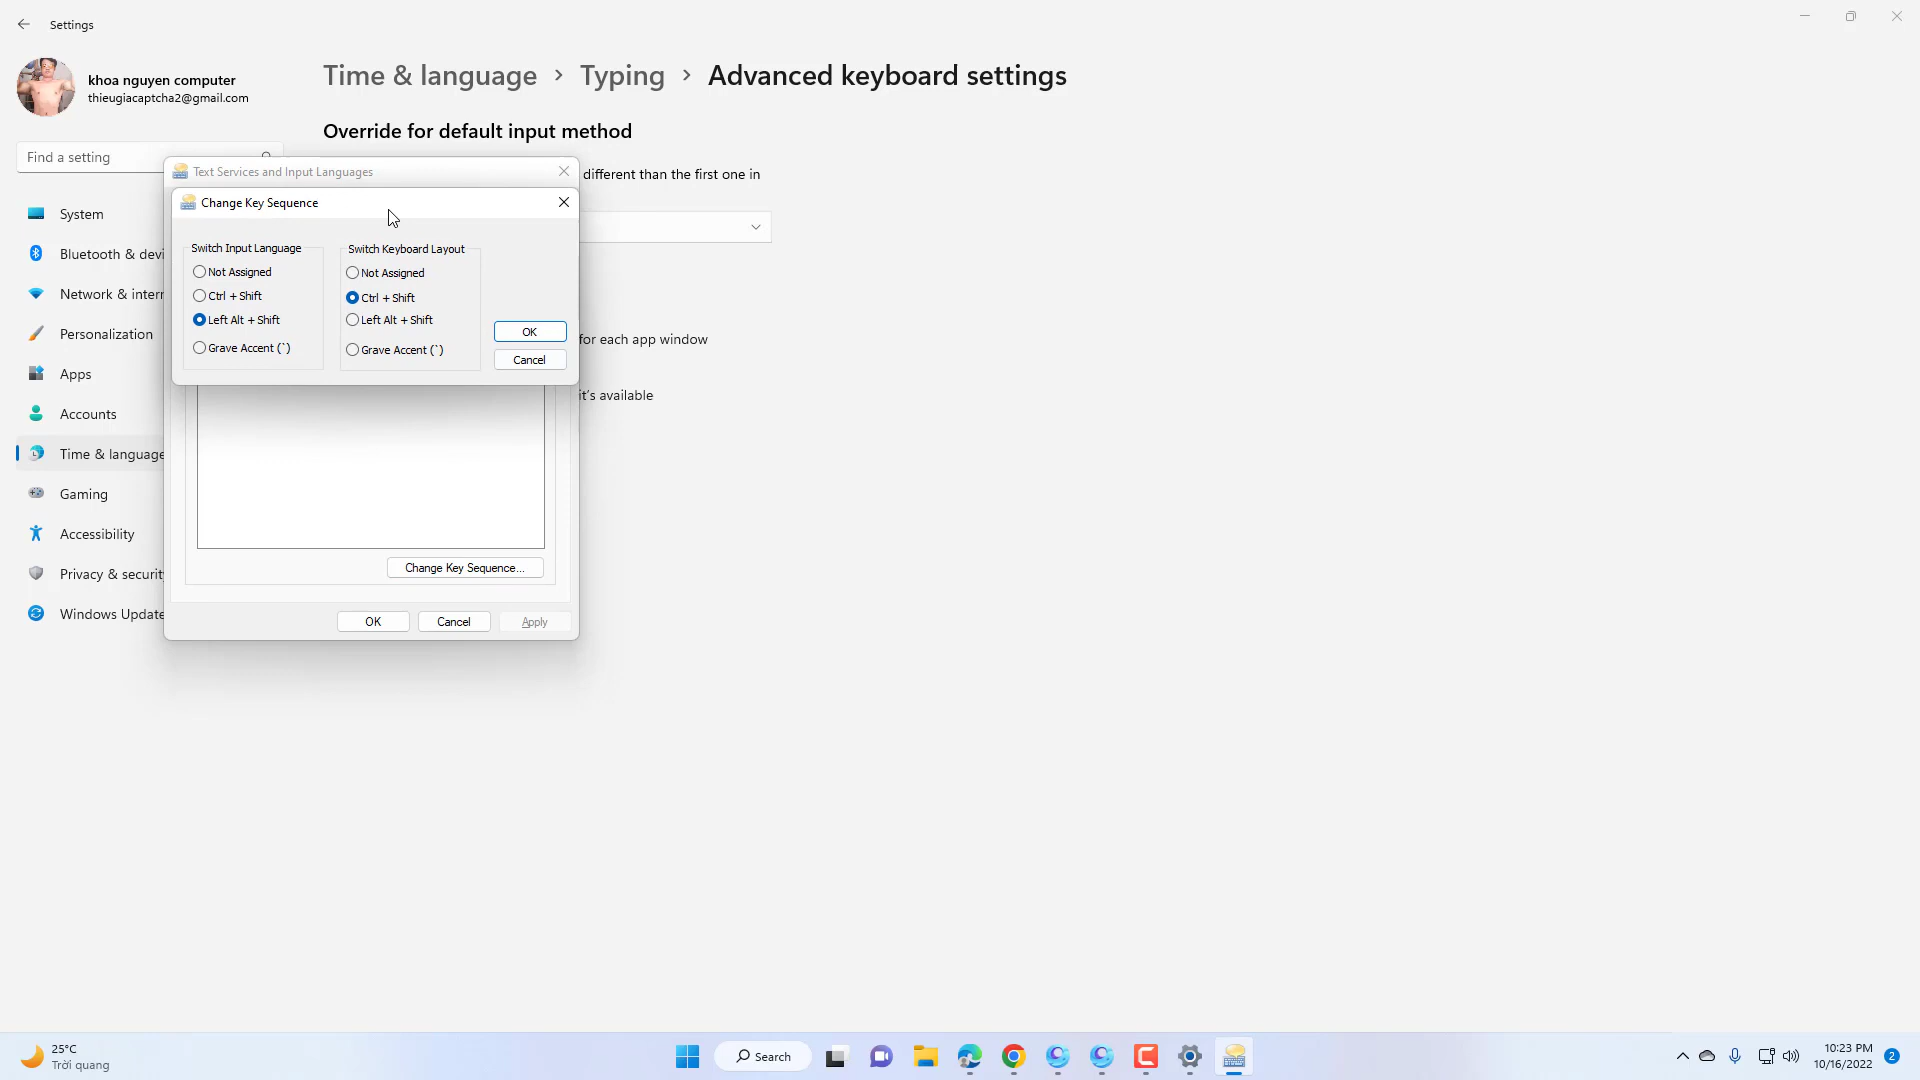 Settings
khoa nguyen computer
thieugiacaptcha2@gmail.com
Find a setting
System
Bluetooth & devi
Network & intern
Personalization
Apps
Accounts
Time & language
Gaming
Accessibility
Privacy & security
Windows Update
Time & language > Typing > Advanced keyboard settings
Override for default input method
different than the first one in
for each app window
it's available
Text Services and Input Languages
Change Key Sequence
Switch Input Language
Not Assigned
Ctrl + Shift
Left Alt + Shift
Grave Accent (`)
Switch Keyboard Layout
Not Assigned
Ctrl + Shift
Left Alt + Shift
Grave Accent (`)
OK
Cancel
Change Key Sequence...
OK Cancel Apply
25°C
Trời quang
Search
10:23 PM
10/16/2022
2